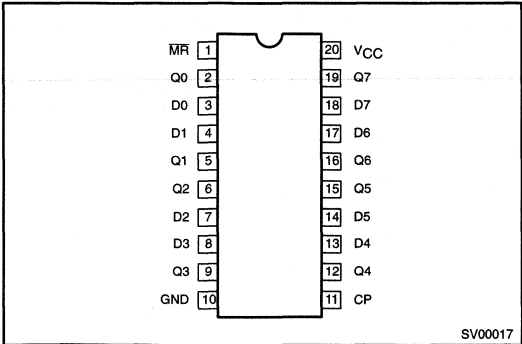 M̅R̅ 1 20 VCC
Q0 2 19 Q7
D0 3 18 D7
D1 4 17 D6
Q1 5 16 Q6
Q2 6 15 Q5
D2 7 14 D5
D3 8 13 D4
Q3 9 12 Q4
GND 10 11 CP
SV00017